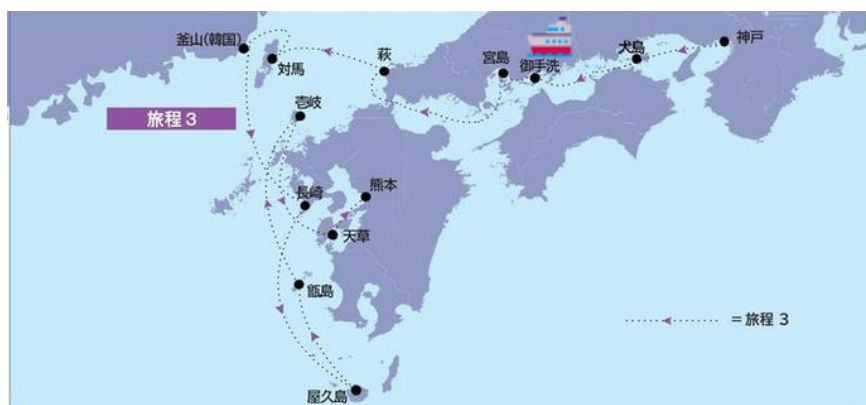 釜山(韓国)
対馬
萩
宮島
御手洗
犬島
神戸
旅程3
壱岐
長崎
熊本
天草
甑島
屋久島
= 旅程 3